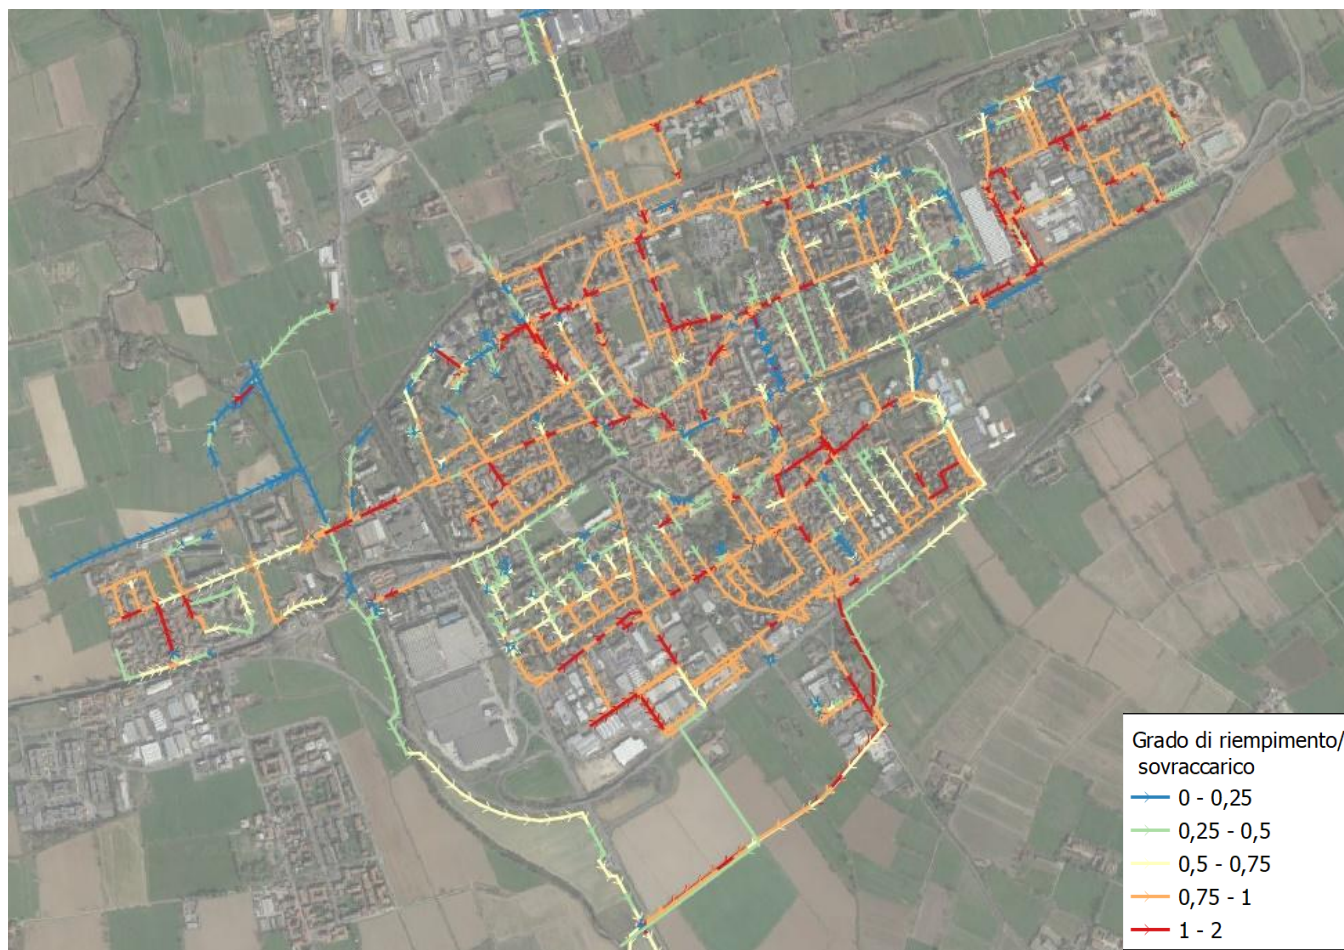 Grado di riempimento/
sovraccarico
0 - 0,25
0,25 - 0,5
0,5 - 0,75
0,75 - 1
1 - 2